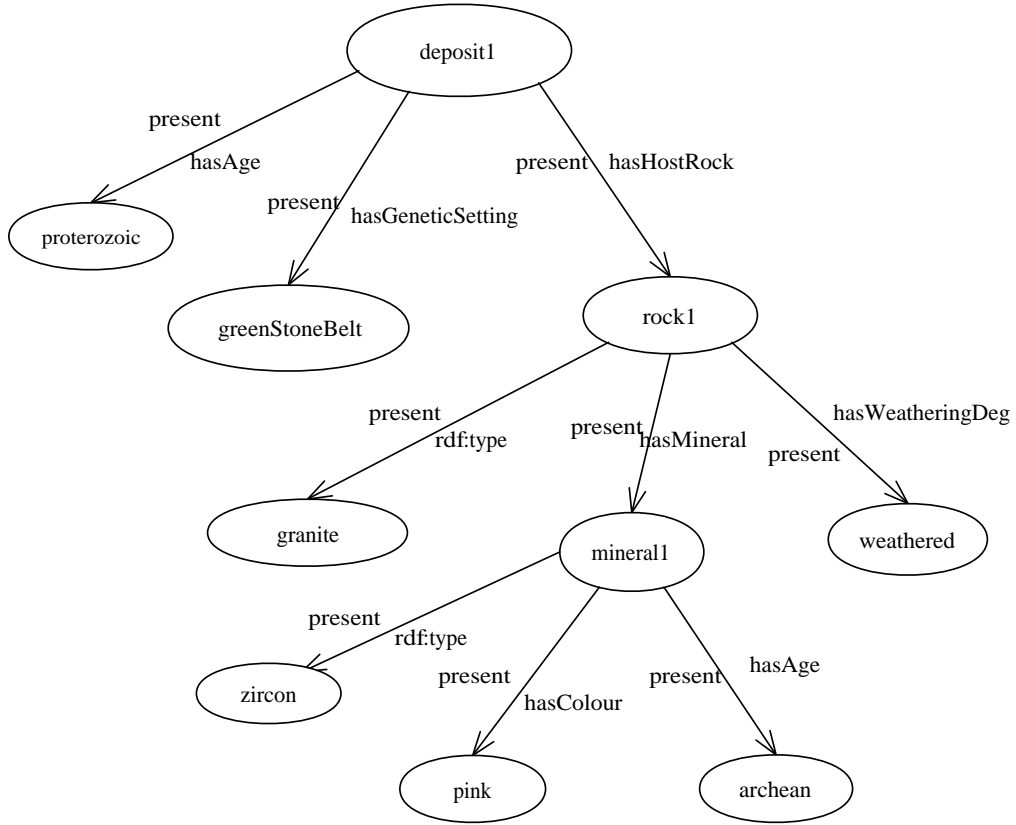 deposit1
present
hasAge
present
hasGeneticSetting
present
hasHostRock
proterozoic
greenStoneBelt
rock1
present
rdf:type
present
hasMineral
hasWeatheringDeg
present
granite
mineral1
weathered
present
rdf:type
present
hasColour
present
hasAge
zircon
pink
archean